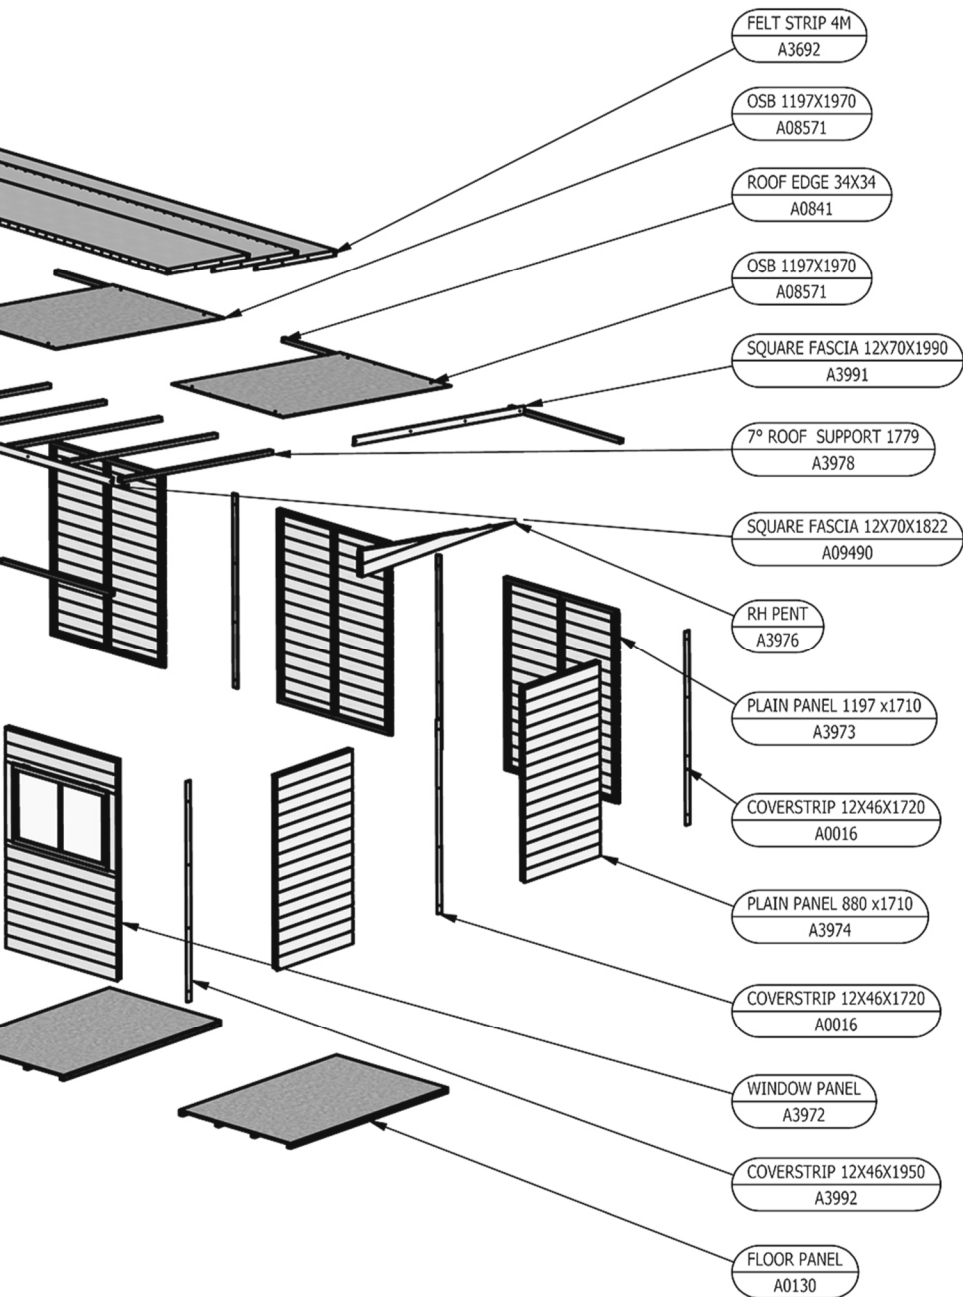 FELT STRIP 4M
A3692
OSB 1197X1970
A08571
ROOF EDGE 34X34
A0841
OSB 1197X1970
A08571
SQUARE FASCIA 12X70X1990
A3991
7° ROOF  SUPPORT 1779
A3978
SQUARE FASCIA 12X70X1822
A09490
RH PENT
A3976
PLAIN PANEL 1197 x1710
A3973
COVERSTRIP 12X46X1720
A0016
PLAIN PANEL 880 x1710
A3974
COVERSTRIP 12X46X1720
A0016
WINDOW PANEL
A3972
COVERSTRIP 12X46X1950
A3992
FLOOR PANEL
A0130